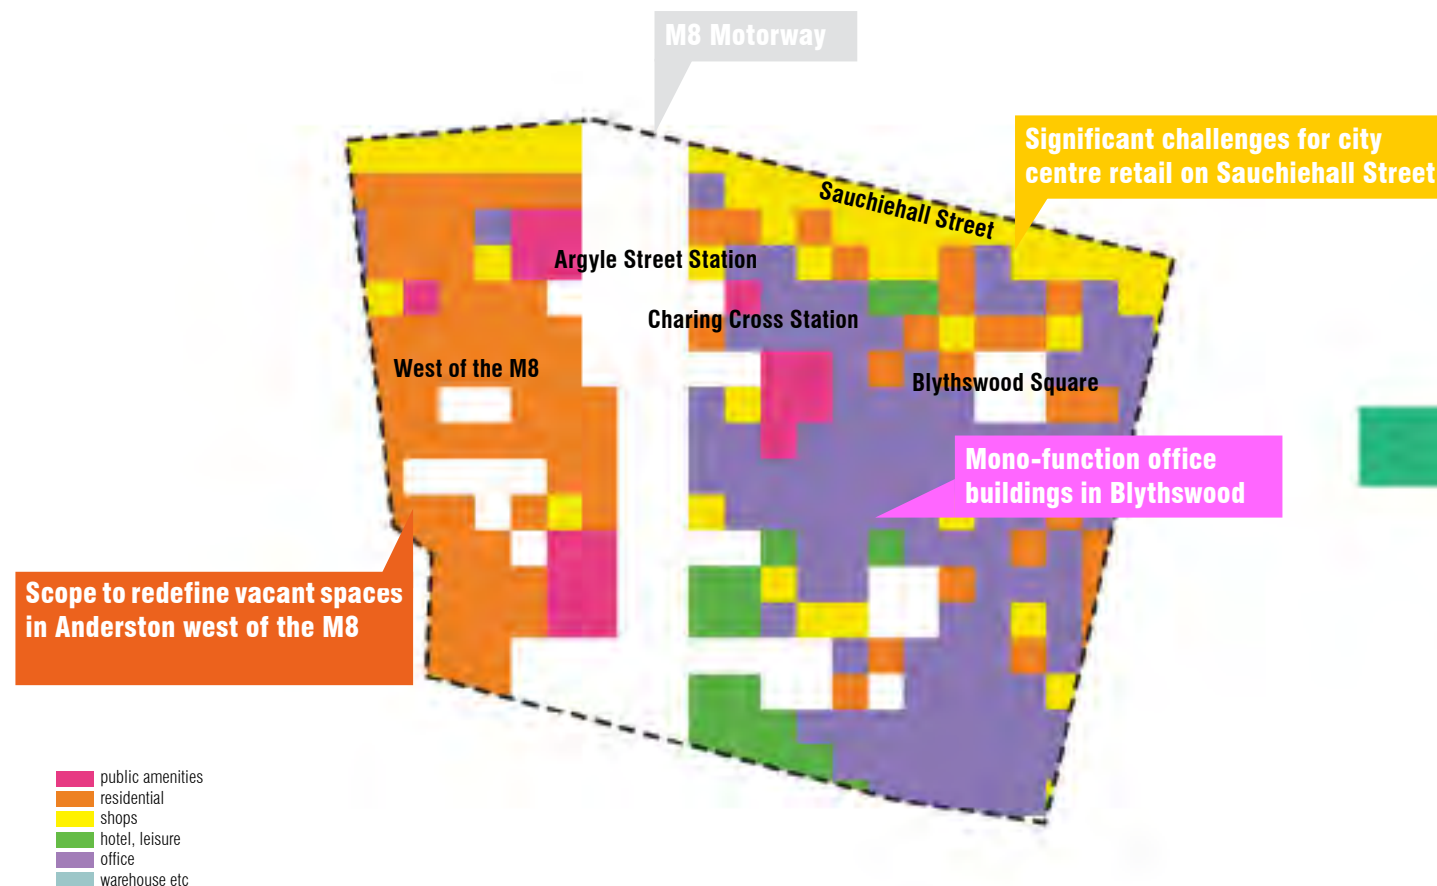 M8 Motorway
Significant challenges for city
centre retail on Sauchiehall Street
Sauchiehall Street
Argyle Street Station
Charing Cross Station
West of the M8
Blythswood Square
Mono-function office
buildings in Blythswood
Scope to redefine vacant spaces
in Anderston west of the M8
public amenities
residential
shops
hotel, leisure
office
warehouse etc